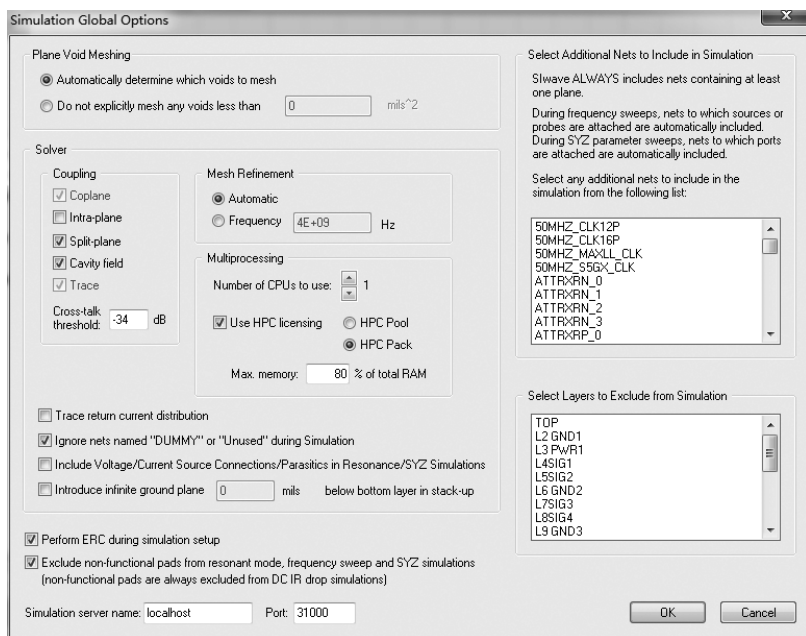 Simulation Global Options
x
Plane Void Meshing
Automatically determine which voids to mesh
Do not explicitly mesh any voids less than 0 mils^2
Solver
Coupling
Coplane
Intra-plane
Split-plane
Cavity field
Trace
Cross-talk
threshold: -34 dB
Mesh Refinement
Automatic
Frequency 4E+09 Hz
Multiprocessing
Number of CPUs to use: 1
Use HPC licensing HPC Pool
HPC Pack
Max. memory: 80 % of total RAM
Trace return current distribution
Ignore nets named "DUMMY" or "Unused" during Simulation
Include Voltage/Current Source Connections/Parasitics in Resonance/SYZ Simulations
Introduce infinite ground plane 0 mils below bottom layer in stack-up
Perform ERC during simulation setup
Exclude non-functional pads from resonant mode, frequency sweep and SYZ simulations
(non-functional pads are always excluded from DC IR drop simulations)
Simulation server name: localhost Port: 31000
Select Additional Nets to Include in Simulation
SIwave ALWAYS includes nets containing at least
one plane.
During frequency sweeps, nets to which sources or
probes are attached are automatically included.
During SYZ parameter sweeps, nets to which ports
are attached are automatically included.
Select any additional nets to include in the
simulation from the following list:
50MHZ_CLK12P
50MHZ_CLK16P
50MHZ_MAXLL_CLK
50MHZ_S5GX_CLK
ATTRXRN_0
ATTRXRN_1
ATTRXRN_2
ATTRXRN_3
ATTRXRP_0
Select Layers to Exclude from Simulation
TOP
L2 GND1
L3 PWR1
L4SIG1
L5SIG2
L6 GND2
L7SIG3
L8SIG4
L9 GND3
OK
Cancel